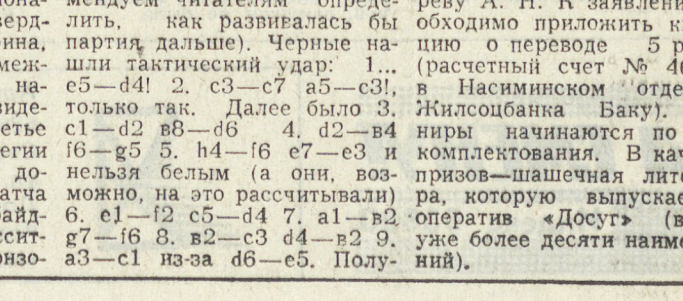 мендуем читателям опреде-
лить, как развивалась бы
партия дальше). Черные на-
шли тактический удар: 1...
e5—d4! 2. c3—c7 a5—c3!,
только так. Далее было 3.
c1—d2 в8—d6 4. d2—в4
f6—g5 5. h4—f6 e7—e3 и
нельзя белым (а они, воз-
можно, на это рассчитывали)
6. e1—f2 c5—d4 7. a1—в2
g7—f6 8. в2—c3 d4—в2 9.
a3—c1 из-за d6—e5. Полу-
реву А. Н. К заявлени
обходимо приложить к
цию о переводе 5 р
(расчетный счет № 4
в Насиминском отде
Жилсоцбанка Баку).
ниры начинаются по
комплектования. В кач
призов—шашечная лит
ра, которую выпускае
оператив «Досуг» (в
уже более десяти наиме
ний).